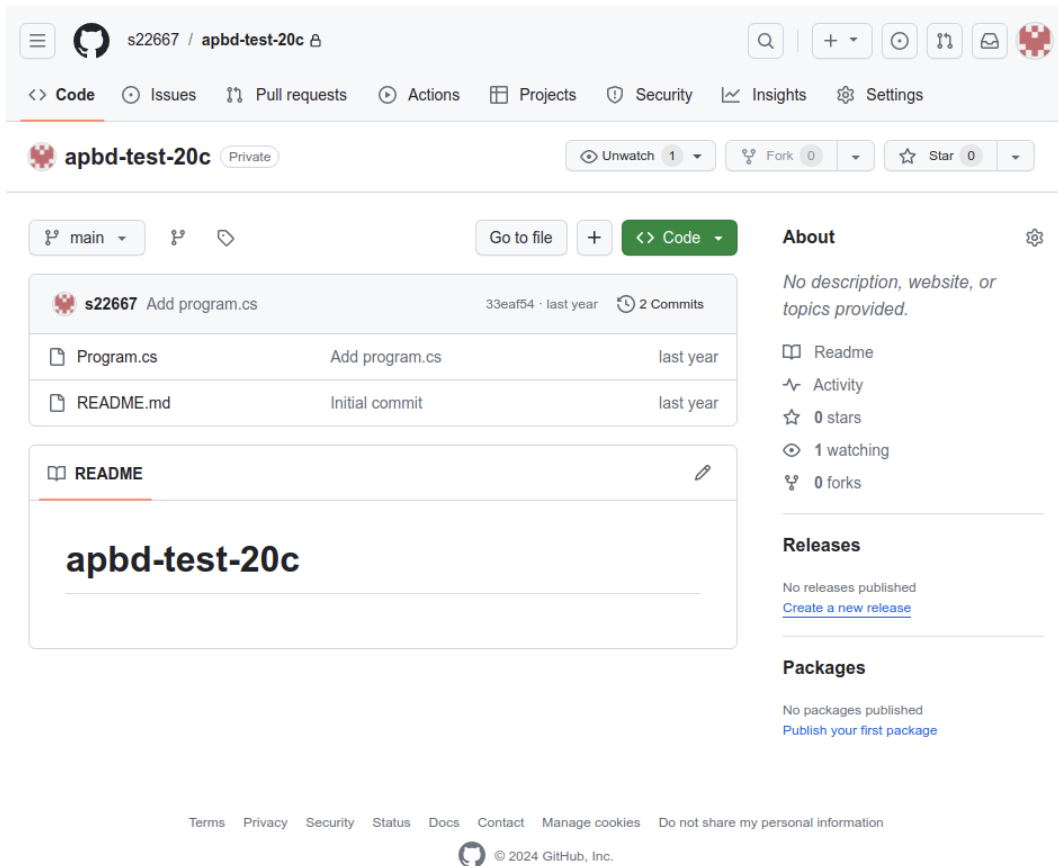 s22667 / apbd-test-20c
Code Issues Pull requests Actions Projects Security Insights Settings
apbd-test-20c Private Unwatch 1 Fork 0 Star 0
main Go to file + Code
s22667 Add program.cs 33eaf54 · last year 2 Commits
Program.cs Add program.cs last year
README.md Initial commit last year
README
apbd-test-20c
About
No description, website, or
topics provided.
Readme
Activity
0 stars
1 watching
0 forks
Releases
No releases published
Create a new release
Packages
No packages published
Publish your first package
Terms Privacy Security Status Docs Contact Manage cookies Do not share my personal information
© 2024 GitHub, Inc.